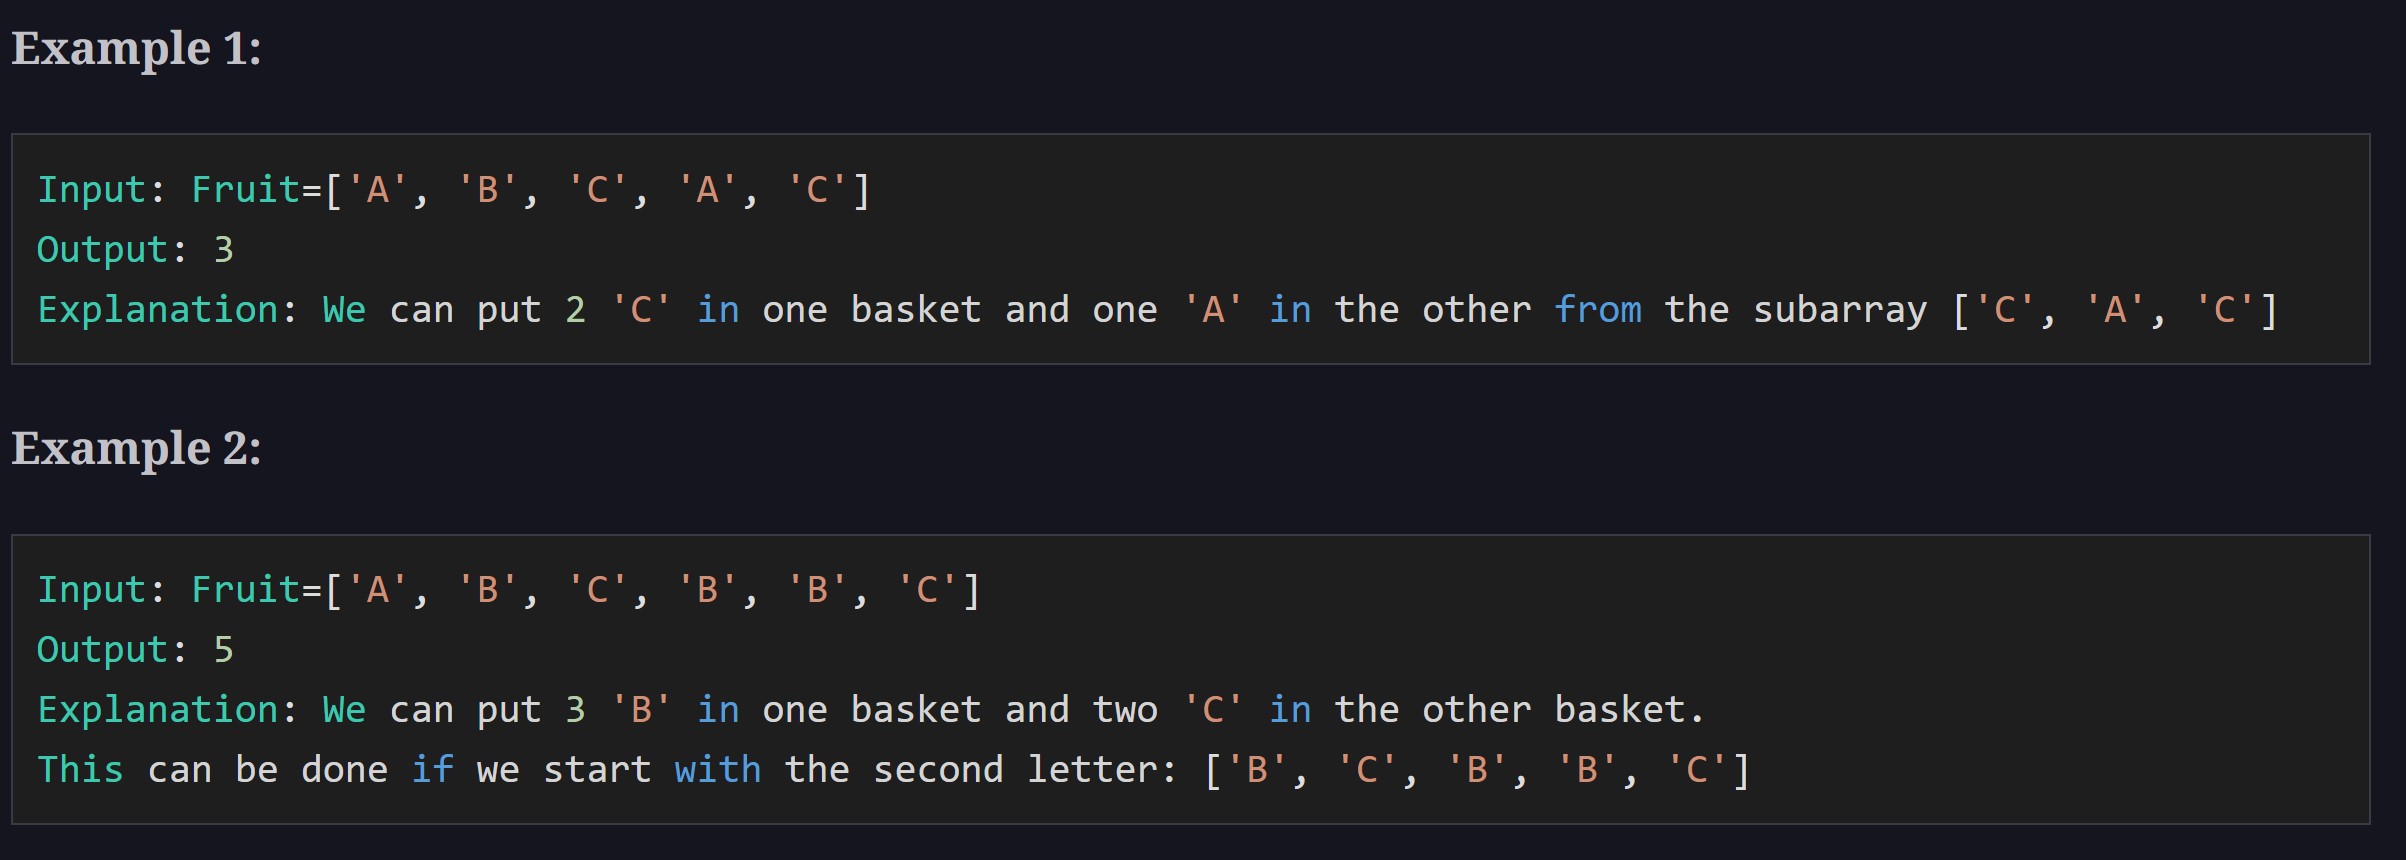 Example 1:
Input: Fruit=['A', 'B', 'C', 'A', 'C']
Output: 3
Explanation: We can put 2 'C' in one basket and one 'A' in the other from the subarray ['C', 'A', 'C']
Example 2:
Input: Fruit=['A', 'B', 'C', 'B', 'B', 'C']
Output: 5
Explanation: We can put 3 'B' in one basket and two 'C' in the other basket.
This can be done if we start with the second letter: ['B', 'C', 'B', 'B', 'C']